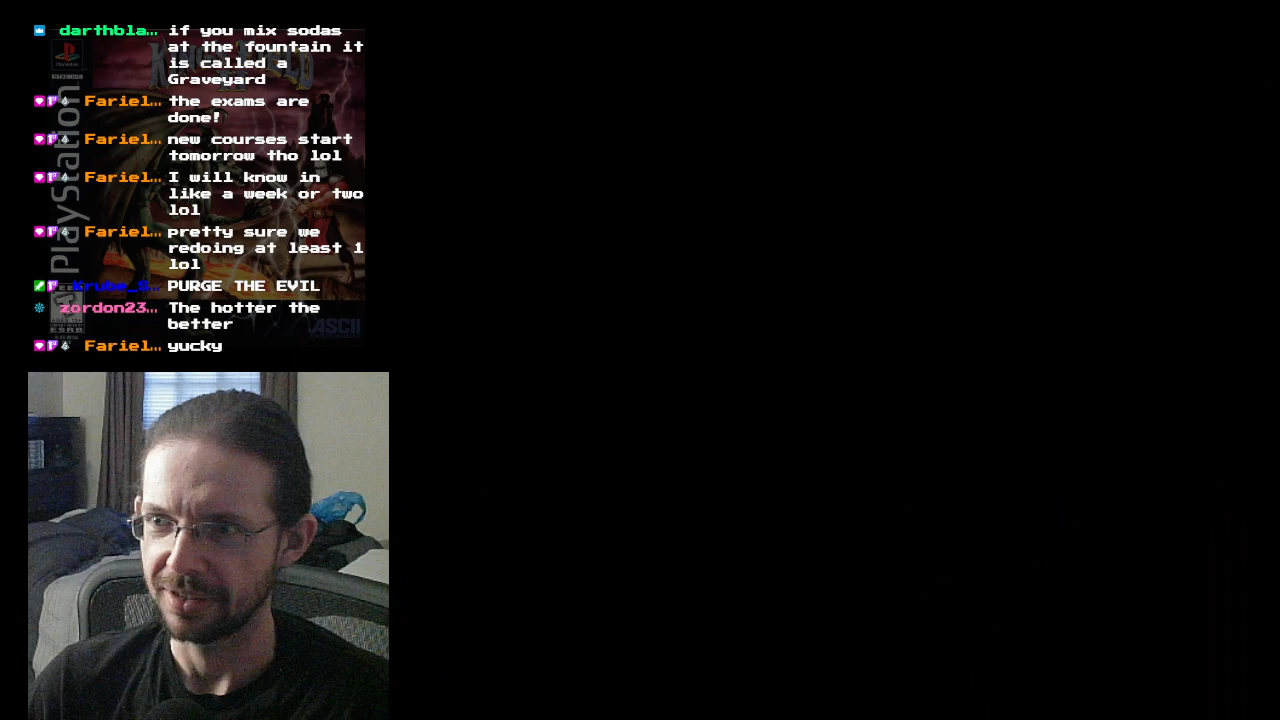 darthbla... if you mix sodas
at the fountain it
is called a
Graveyard
Fariel... the exams are
done!
Fariel... new courses start
tomorrow tho lol
Fariel... I will know in
like a week or two
lol
Fariel... pretty sure we
redoing at least 1
lol
Krube_S... PURGE THE EVIL
zordon23... The hotter the
better
Fariel... yucky
PlayStation
ASCII